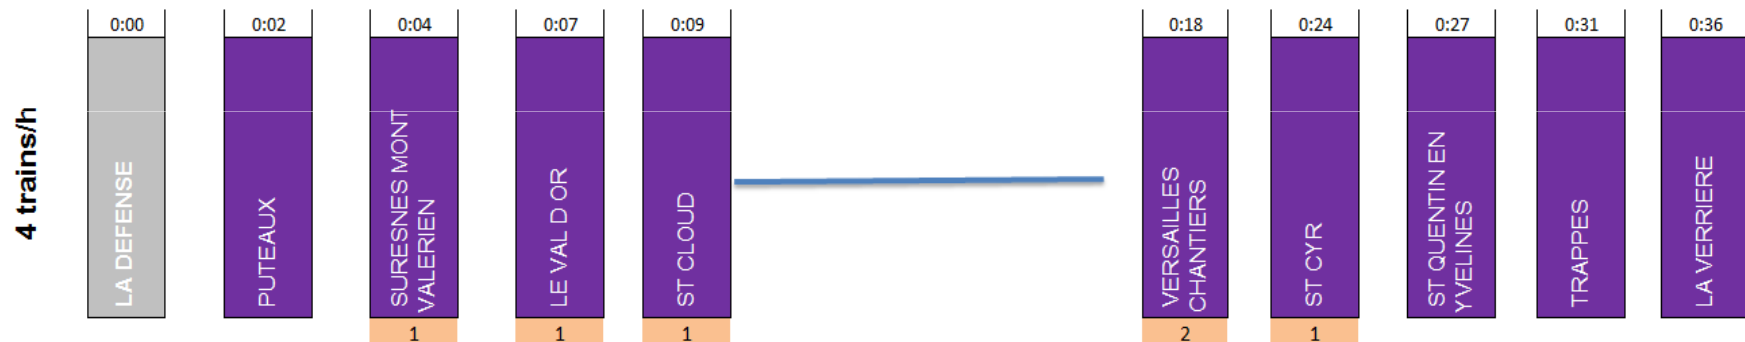 0:00 0:02 0:04 0:07 0:09 0:18 0:24 0:27 0:31 0:36
4 trains/h
LA DEFENSE
PUTEAUX
SURESNES MONT
VALERIEN
LE VAL D OR
ST CLOUD
VERSAILLES
CHANTIERS
ST CYR
ST QUENTIN EN
YVELINES
TRAPPES
LA VERRIERE
1 1 1 2 1